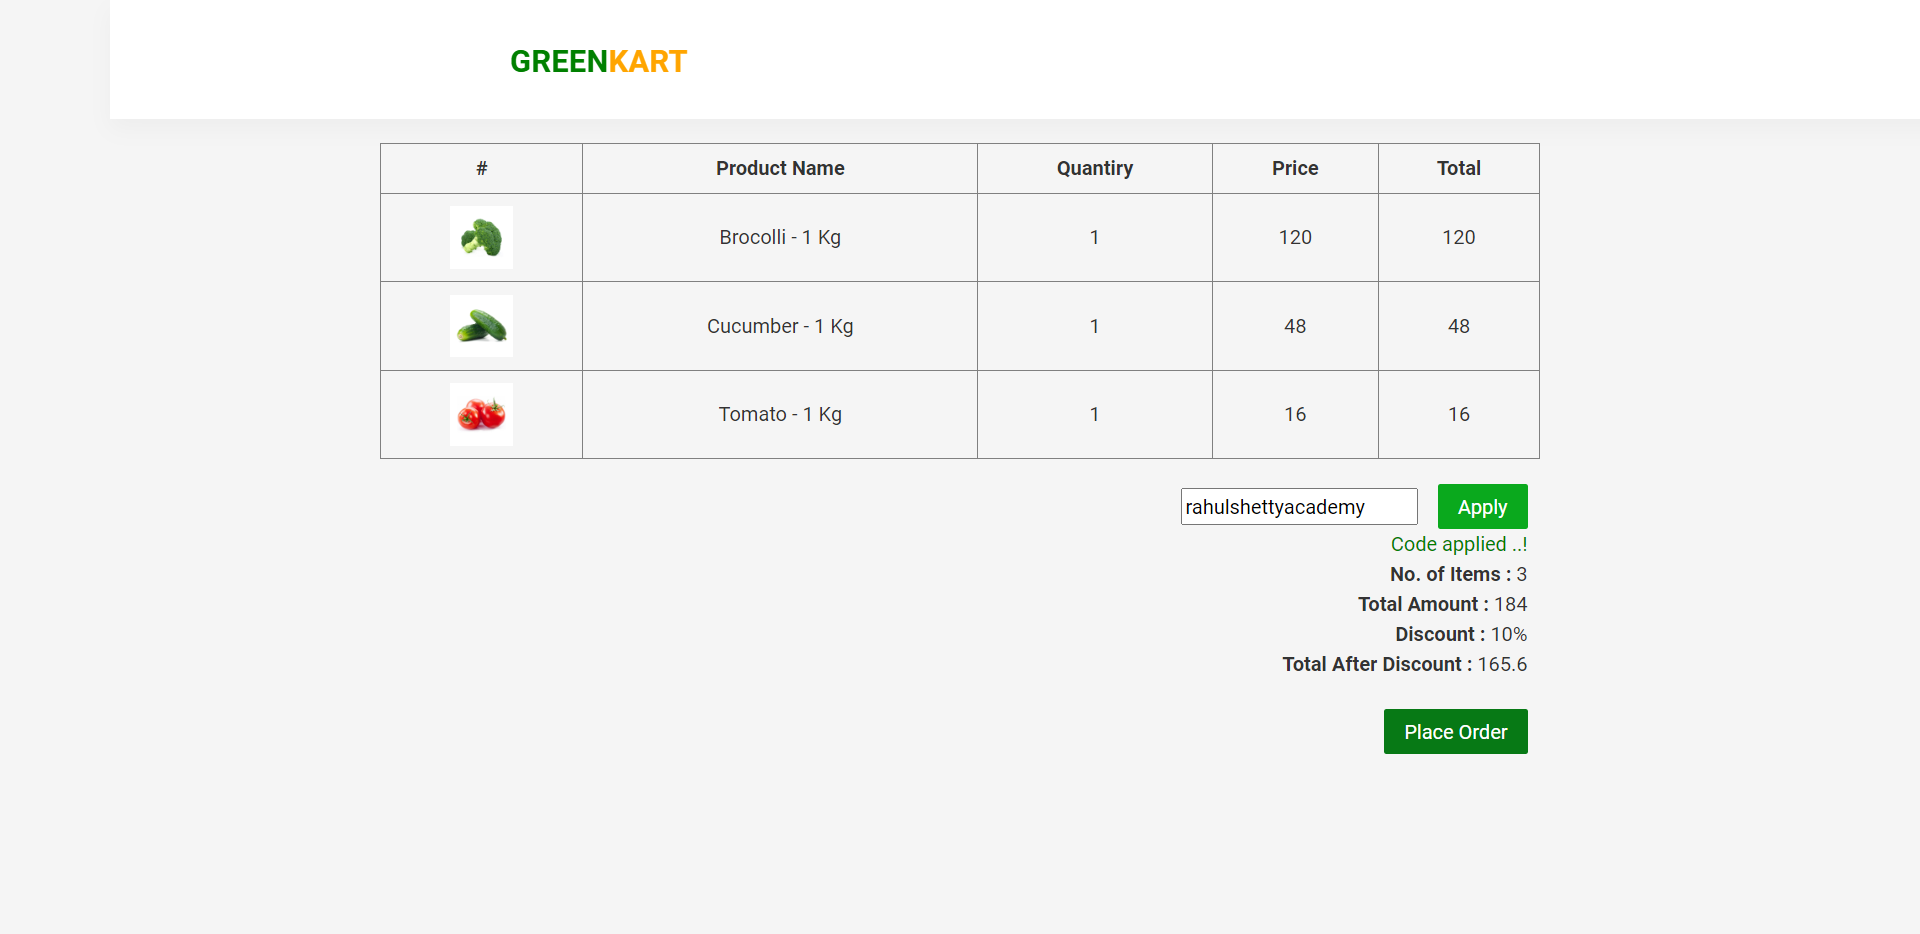 GREENKART
# Product Name Quantiry Price Total
Brocolli - 1 Kg 1 120 120
Cucumber - 1 Kg 1 48 48
Tomato - 1 Kg 1 16 16
rahulshettyacademy Apply
Code applied ..!
No. of Items : 3
Total Amount : 184
Discount : 10%
Total After Discount : 165.6
Place Order